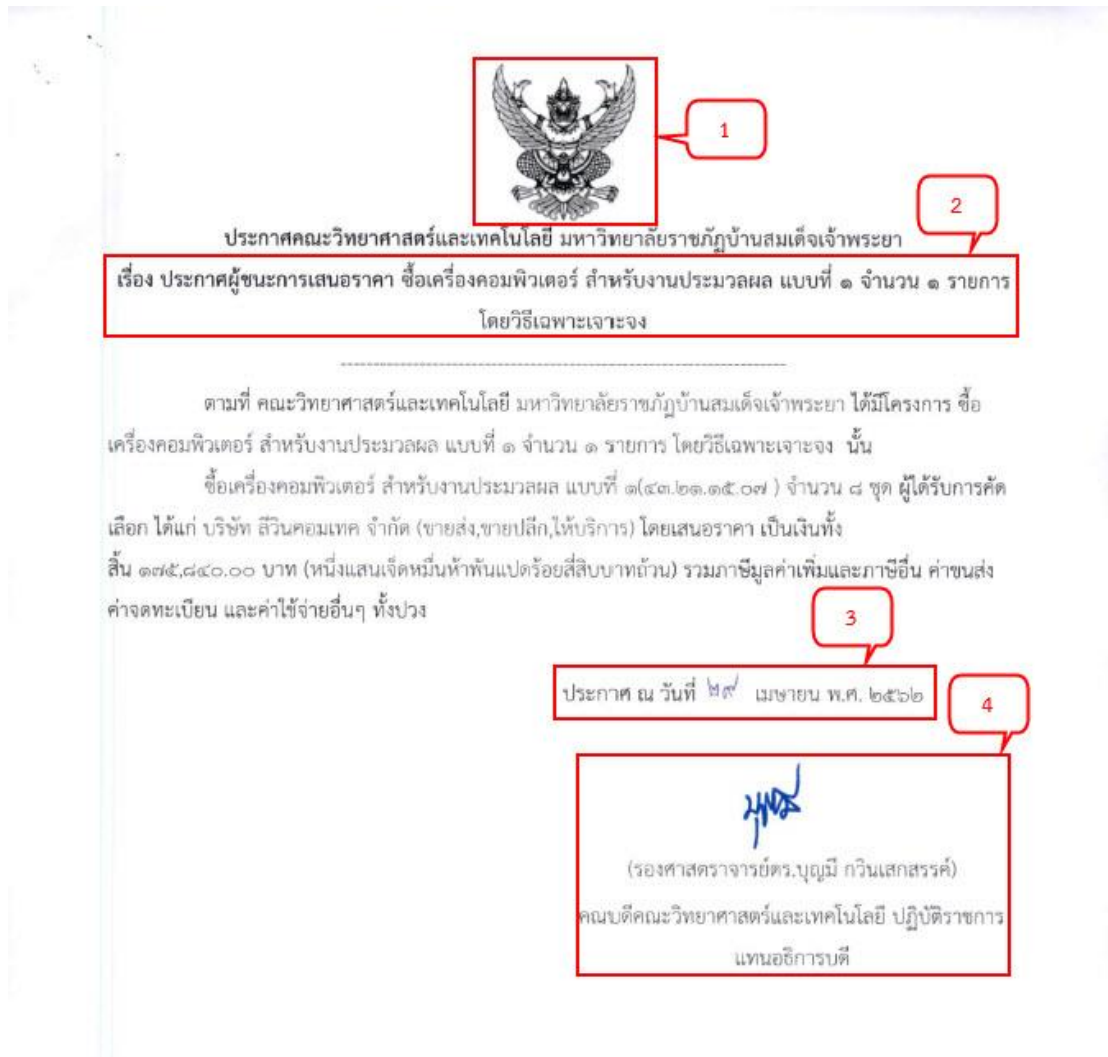 1
2
ประกาศคณะวิทยาศาสตร์และเทคโนโลยี มหาวิทยาลัยราชภัฏบ้านสมเด็จเจ้าพระยา
เรื่อง ประกาศผู้ชนะการเสนอราคา ซื้อเครื่องคอมพิวเตอร์ สำหรับงานประมวลผล แบบที่ ๑ จำนวน ๑ รายการ
โดยวิธีเฉพาะเจาะจง
--------------------------------------------------------------------
ตามที่ คณะวิทยาศาสตร์และเทคโนโลยี มหาวิทยาลัยราชภัฏบ้านสมเด็จเจ้าพระยา ได้มีโครงการ ซื้อ
เครื่องคอมพิวเตอร์ สำหรับงานประมวลผล แบบที่ ๑ จำนวน ๑ รายการ โดยวิธีเฉพาะเจาะจง นั้น
ซื้อเครื่องคอมพิวเตอร์ สำหรับงานประมวลผล แบบที่ ๑(๔๓.๒๑.๑๕.๐๗ ) จำนวน ๘ ชุด ผู้ได้รับการคัด
เลือก ได้แก่ บริษัท ลีวินคอมเทค จำกัด (ขายส่ง,ขายปลีก,ให้บริการ) โดยเสนอราคา เป็นเงินทั้ง
สิ้น ๑๗๕,๘๔๐.๐๐ บาท (หนึ่งแสนเจ็ดหมื่นห้าพันแปดร้อยสี่สิบบาทถ้วน) รวมภาษีมูลค่าเพิ่มและภาษีอื่น ค่าขนส่ง
ค่าจดทะเบียน และค่าใช้จ่ายอื่นๆ ทั้งปวง
3
ประกาศ ณ วันที่ ๒๙ เมษายน พ.ศ. ๒๕๖๒
4
(รองศาสตราจารย์ดร.บุญมี กวินเสกสรรค์)
คณบดีคณะวิทยาศาสตร์และเทคโนโลยี ปฏิบัติราชการ
แทนอธิการบดี